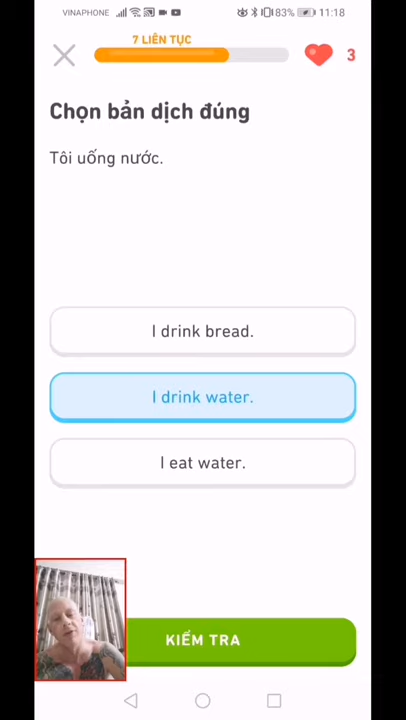 VINAPHONE 83% 11:18
7 LIÊN TỤC
3
Chọn bản dịch đúng
Tôi uống nước.
I drink bread.
I drink water.
I eat water.
KIỂM TRA